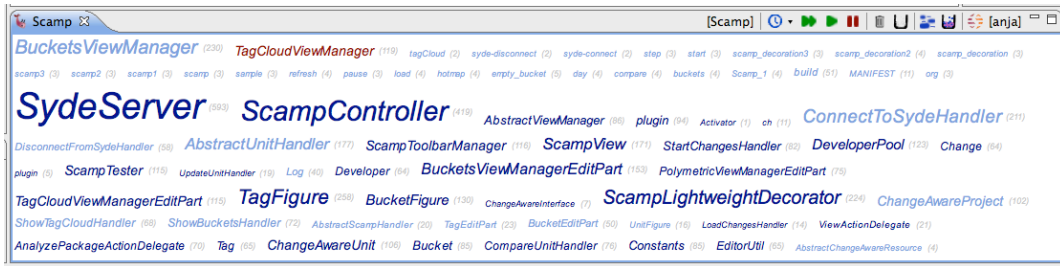 Scamp [Scamp] [anja]
BucketsViewManager (230) TagCloudViewManager (119) tagCloud (2) syde-disconnect (2) syde-connect (2) step (3) start (3) scamp_decoration3 (3) scamp_decoration2 (4) scamp_decoration (3)
scamp3 (3) scamp2 (3) scamp1 (3) scamp (3) sample (3) refresh (4) pause (3) load (4) hotmap (4) empty_bucket (5) day (4) compare (4) buckets (4) Scamp_1 (4) build (51) MANIFEST (11) org (3)
SydeServer (593) ScampController (419) AbstractViewManager (86) plugin (94) Activator (1) ch (11) ConnectToSydeHandler (211)
DisconnectFromSydeHandler (58) AbstractUnitHandler (177) ScampToolbarManager (116) ScampView (171) StartChangesHandler (82) DeveloperPool (123) Change (64)
plugin (5) ScampTester (115) UpdateUnitHandler (19) Log (40) Developer (64) BucketsViewManagerEditPart (153) PolymetricViewManagerEditPart (75)
TagCloudViewManagerEditPart (115) TagFigure (258) BucketFigure (130) ChangeAwareInterface (7) ScampLightweightDecorator (224) ChangeAwareProject (102)
ShowTagCloudHandler (68) ShowBucketsHandler (72) AbstractScampHandler (20) TagEditPart (23) BucketEditPart (50) UnitFigure (16) LoadChangesHandler (14) ViewActionDelegate (21)
AnalyzePackageActionDelegate (70) Tag (65) ChangeAwareUnit (106) Bucket (85) CompareUnitHandler (76) Constants (85) EditorUtil (65) AbstractChangeAwareResource (4)